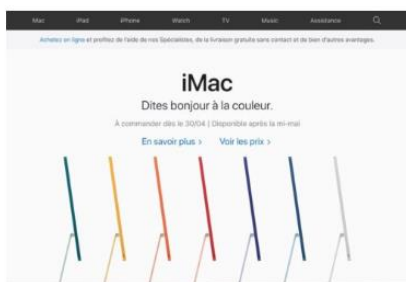 Mac iPad iPhone Watch TV Music Assistance
Achetez en ligne et profitez de l'aide de nos Spécialistes, de la livraison gratuite sans contact et de bien d'autres avantages.
iMac
Dites bonjour à la couleur.
À commander dès le 30/04 | Disponible après la mi-mai
En savoir plus > Voir les prix >